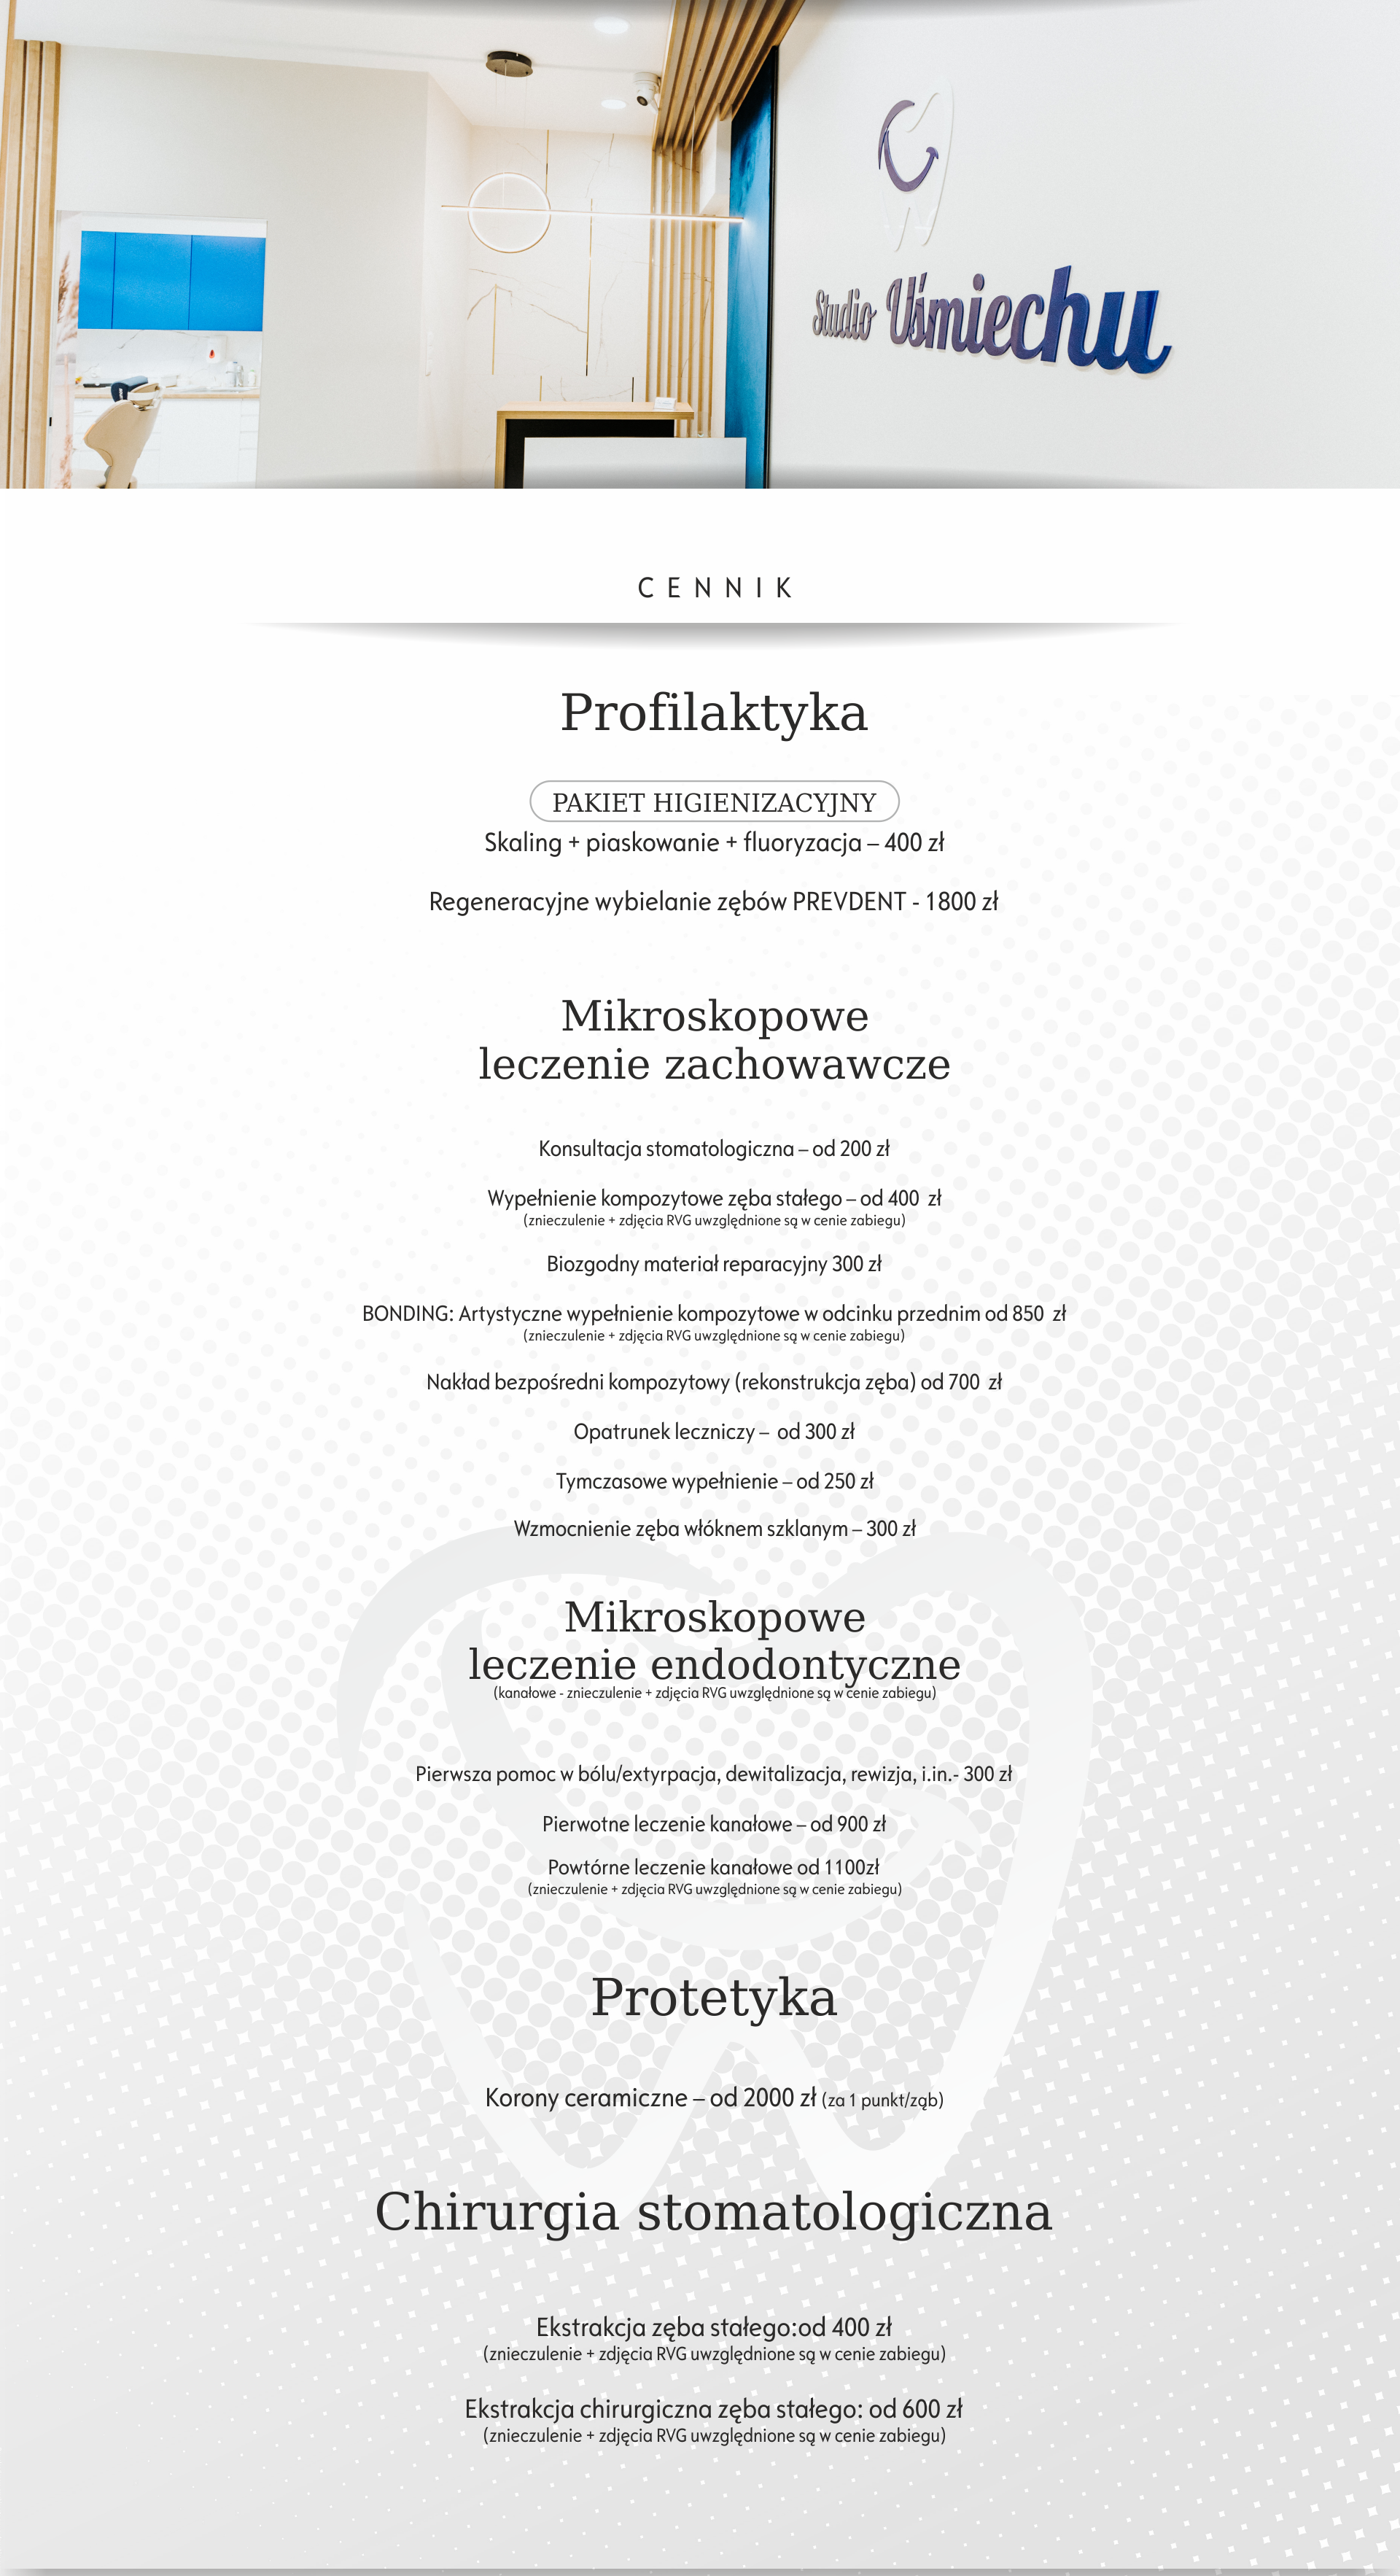 Studio Uśmiechu
CENNIK
Profilaktyka
PAKIET HIGIENIZACYJNY
Skaling + piaskowanie + fluoryzacja – 400 zł
Regeneracyjne wybielanie zębów PREVDENT - 1800 zł
Mikroskopowe
leczenie zachowawcze
Konsultacja stomatologiczna – od 200 zł
Wypełnienie kompozytowe zęba stałego – od 400 zł
(znieczulenie + zdjęcia RVG uwzględnione są w cenie zabiegu)
Biozgodny materiał reparacyjny 300 zł
BONDING: Artystyczne wypełnienie kompozytowe w odcinku przednim od 850 zł
(znieczulenie + zdjęcia RVG uwzględnione są w cenie zabiegu)
Nakład bezpośredni kompozytowy (rekonstrukcja zęba) od 700 zł
Opatrunek leczniczy – od 300 zł
Tymczasowe wypełnienie – od 250 zł
Wzmocnienie zęba włóknem szklanym – 300 zł
Mikroskopowe
leczenie endodontyczne
(kanałowe - znieczulenie + zdjęcia RVG uwzględnione są w cenie zabiegu)
Pierwsza pomoc w bólu/extyrpacja, dewitalizacja, rewizja, i.in.- 300 zł
Pierwotne leczenie kanałowe – od 900 zł
Powtórne leczenie kanałowe od 1100zł
(znieczulenie + zdjęcia RVG uwzględnione są w cenie zabiegu)
Protetyka
Korony ceramiczne – od 2000 zł (za 1 punkt/ząb)
Chirurgia stomatologiczna
Ekstrakcja zęba stałego:od 400 zł
(znieczulenie + zdjęcia RVG uwzględnione są w cenie zabiegu)
Ekstrakcja chirurgiczna zęba stałego: od 600 zł
(znieczulenie + zdjęcia RVG uwzględnione są w cenie zabiegu)